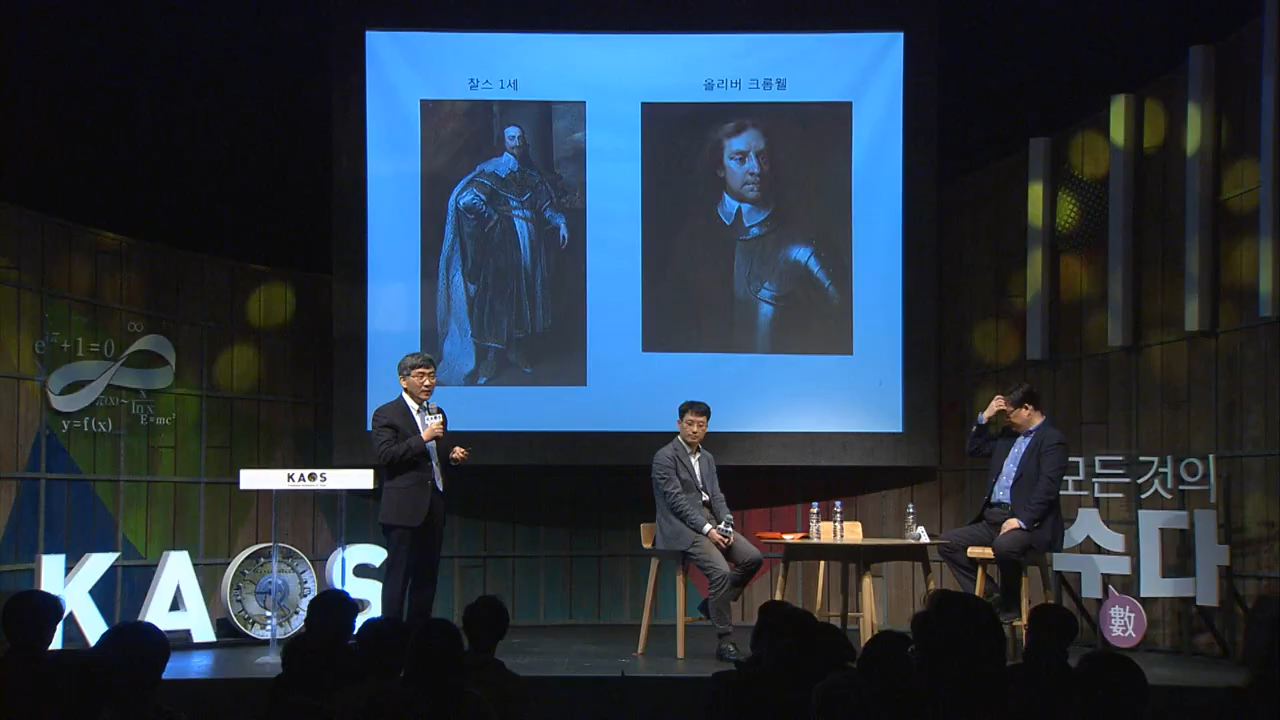 찰스 1세
올리버 크롬웰
+1=0
∞
y=f(x)
x
ln x
E=mc²
KAOS
KAOS
모든것의
수다
數